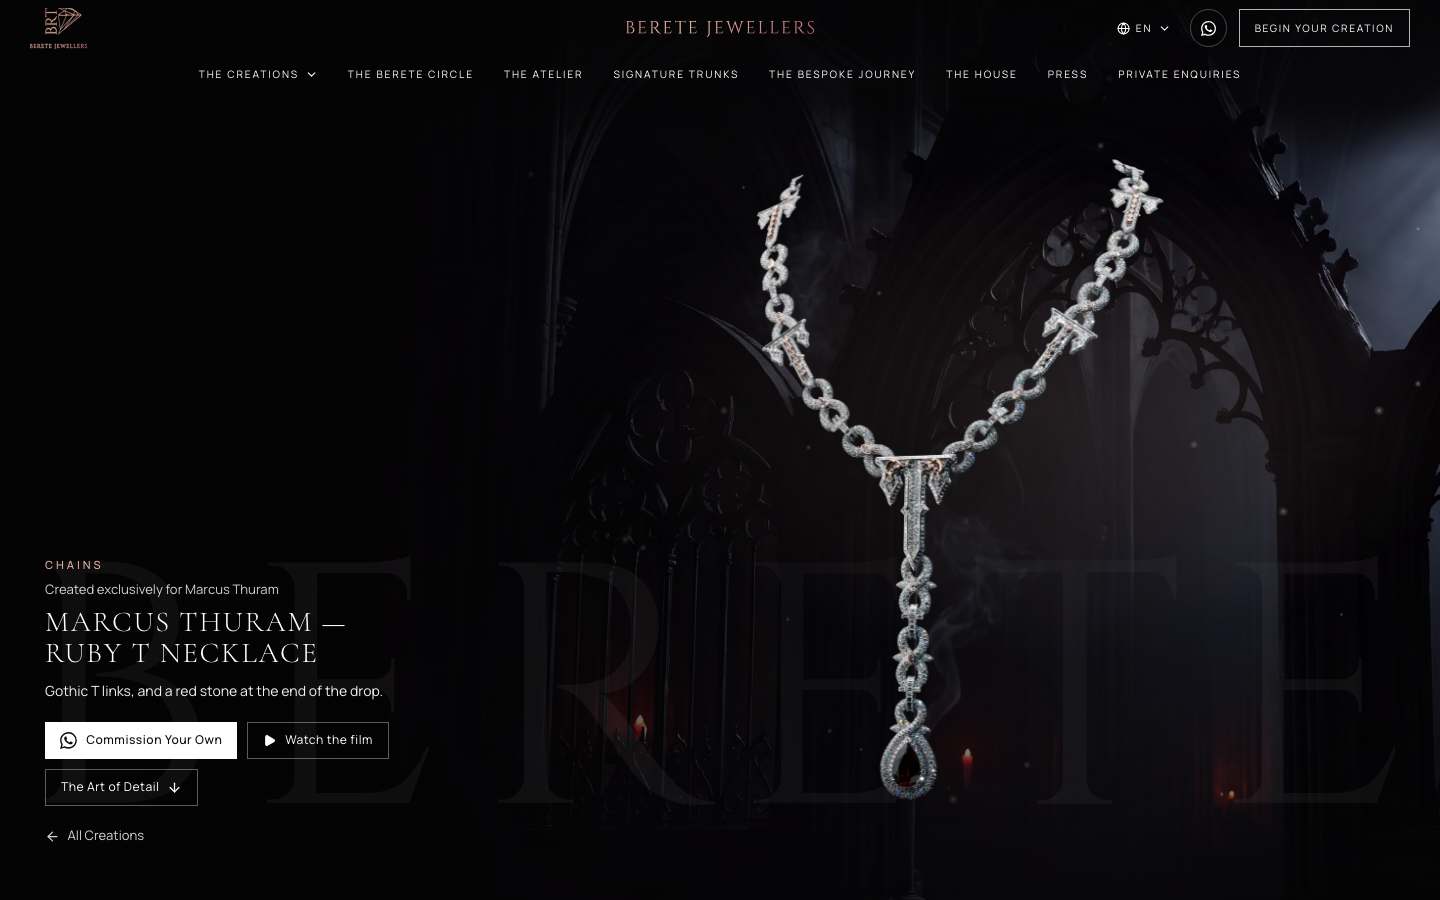 BRT
BERETE JEWELLERS
BERETE JEWELLERS
EN
BEGIN YOUR CREATION
THE CREATIONS
THE BERETE CIRCLE
THE ATELIER
SIGNATURE TRUNKS
THE BESPOKE JOURNEY
THE HOUSE
PRESS
PRIVATE ENQUIRIES
CHAINS
Created exclusively for Marcus Thuram
MARCUS THURAM —
RUBY T NECKLACE
Gothic T links, and a red stone at the end of the drop.
Commission Your Own
Watch the film
The Art of Detail
All Creations
BERETE